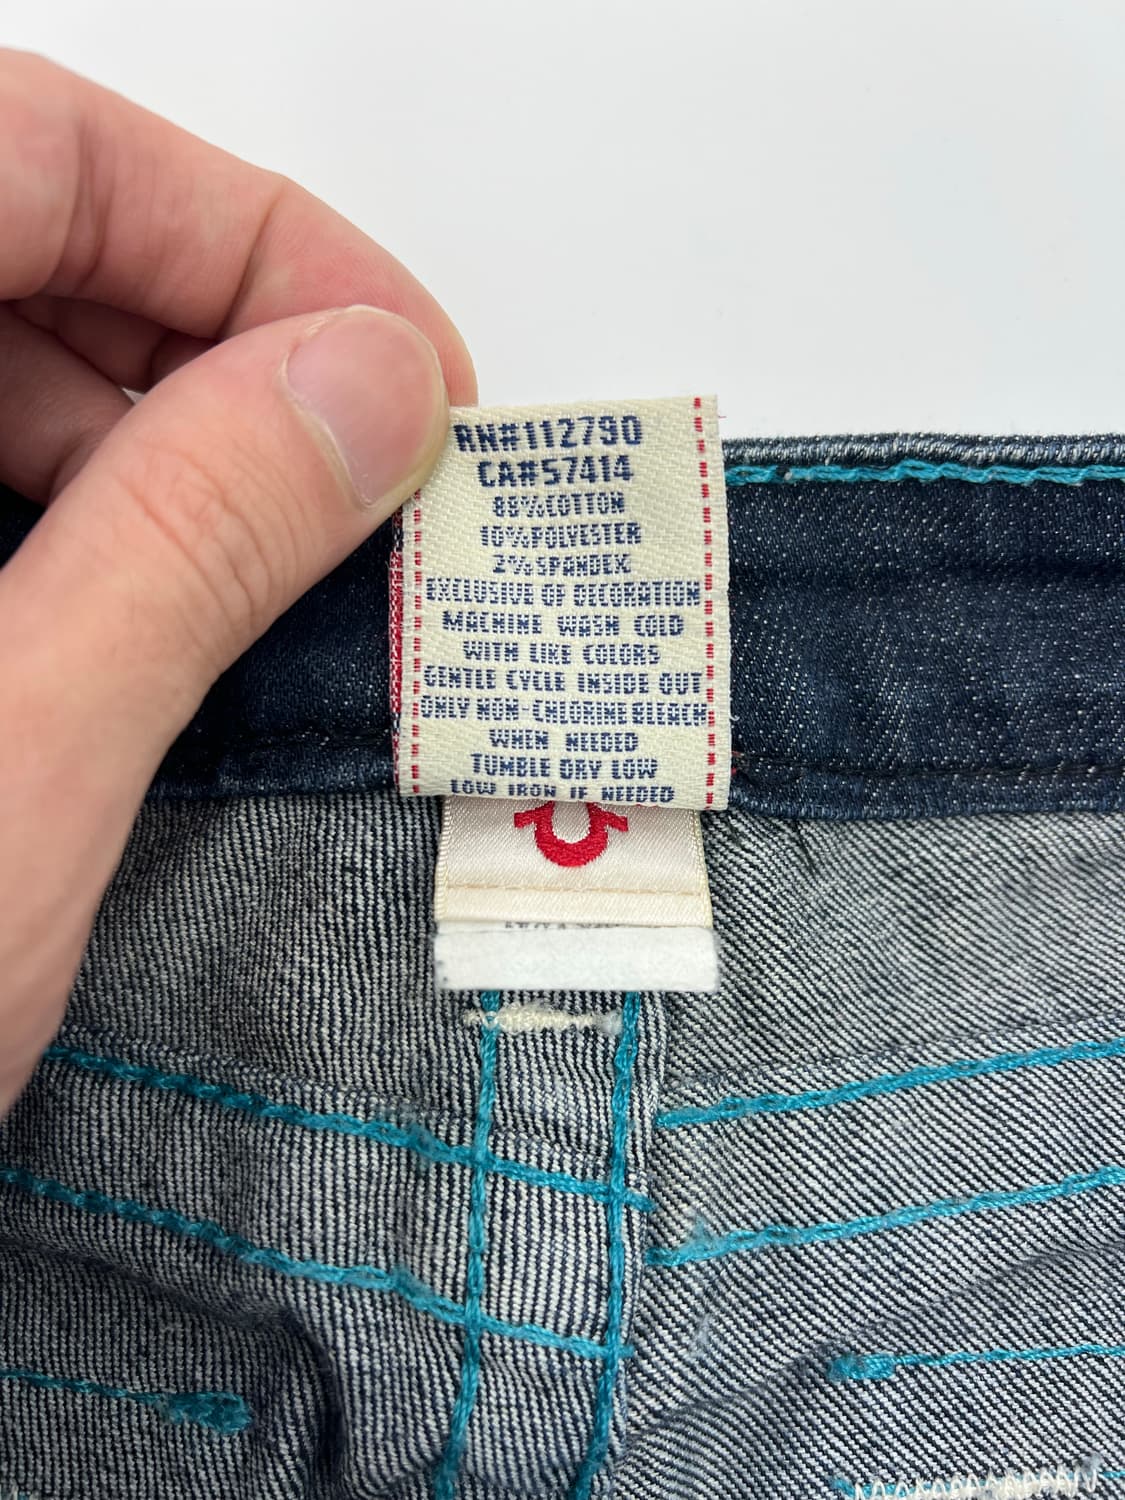 RN#112790
CA#57414
88%COTTON
10%POLYESTER
2%SPANDEX
EXCLUSIVE OF DECORATION
MACHINE WASH COLD
WITH LIKE COLORS
GENTLE CYCLE INSIDE OUT
ONLY NON-CHLORINE BLEACH
WHEN NEEDED
TUMBLE DRY LOW
LOW IRON IF NEEDED